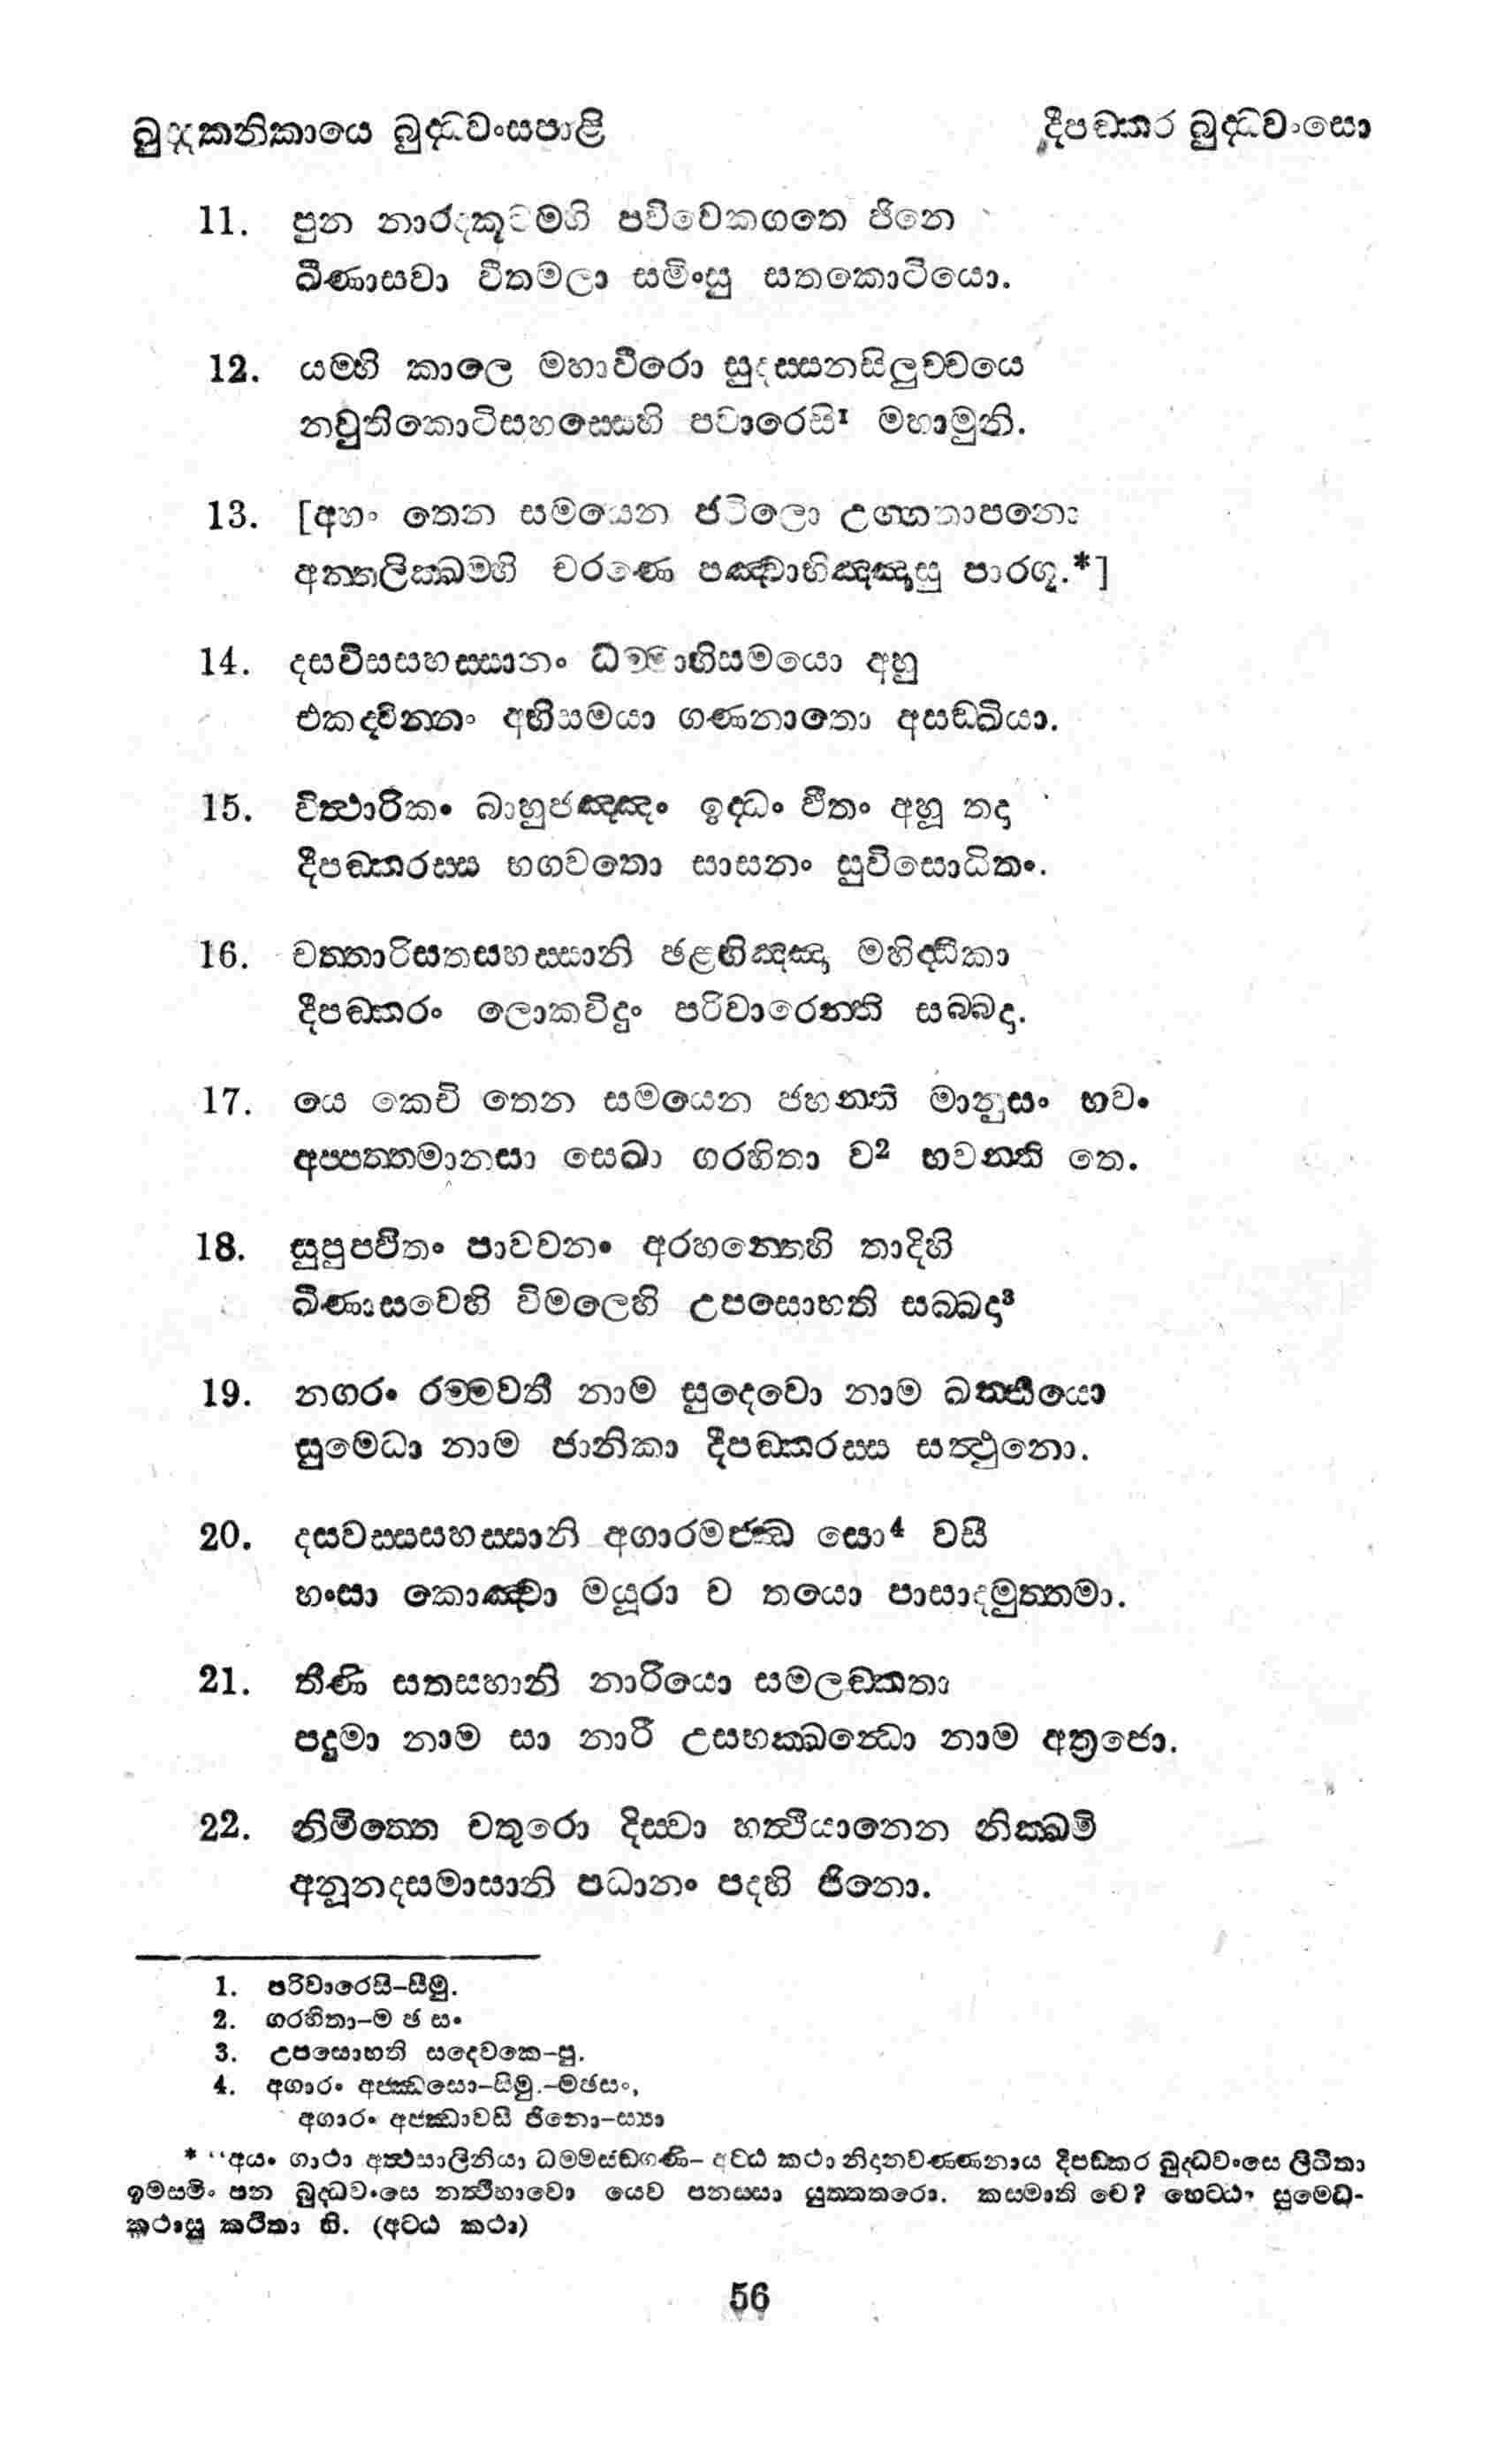 ඛුද්දකනිකායෙ බුද්ධවංසපාළි
දීපඞ්කර බුද්ධවංසො
11. පුන නාරදකූටම්හි පවිවෙකගතෙ ජිනෙ
ඛීණාසවා වීතමලා සමිංසු සතකොටියො.
12. යම්හි කාලෙ මහාවීරො සුදස්සනසිලුච්චයෙ
නවුතිකොටිසහස්සෙහි පවාරෙසි1 මහාමුනි.
13. [අහං තෙන සමයෙන ජටිලො උග්ගතාපනො
අන්තලික්ඛම්හි චරණො පඤ්චාභිඤ්ඤාසු පාරගූ.*]
14. දසවීසසහස්සානං ධම්මාභිසමයො අහු
එකද්වින්නං අභිසමයා ගණනාතො අසඞ්ඛියා.
15. විත්ථාරිකං බාහුජඤ්ඤං ඉද්ධං ඵීතං අහූ තදා
දීපඞ්කරස්ස භගවතො සාසනං සුවිසොධිතං.
16. චත්තාරිසතසහස්සානි ඡළභිඤ්ඤා මහිද්ධිකා
දීපඞ්කරං ලොකවිදුං පරිවාරෙන්ති සබ්බදා.
17. යෙ කෙචි තෙන සමයෙන ජහන්ති මානුසං භවං
අප්පත්තමානසා සෙඛා ගරහිතා ව2 භවන්ති තෙ.
18. සුපුප්ඵිතං පාවචනං අරහන්තෙහි තාදිහි
ඛිණාසවෙහි විමලෙහි උපසොභති සබ්බදා3
19. නගරං රම්මවතී නාම සුදෙවො නාම ඛත්තියො
සුමෙධා නාම ජානිකා දීපඞ්කරස්ස සත්ථුනො.
20. දසවස්සසහස්සානි අගාරමජ්ඣ සො4 වසී
හංසා කොඤ්චා මයූරා ච තයො පාසාදමුත්තමා.
21. තීණි සතසහානි නාරියො සමලඞ්කතා
පදුමා නාම සා නාරී උසභක්ඛන්ධො නාම අත්‍රජො.
22. නිමිත්තෙ චතුරො දිස්වා හත්ථියානෙන නික්ඛමි
අනූනදසමාසානි පධානං පදහි ජිනො.
1. පරිවාරෙසි-සීමු.
2. ගරහිතා-ම ඡ සං
3. උපසොභති සදෙවකෙ-පු.
4. අගාරං අජ්ඣසො-සිමු.-මඡසං,
අගාරං අජ්ඣාවසී ජිනො-ස්‍යා
* “අයං ගාථා අත්ථසාලිනියා ධම්මසඞ්ගණි- අට්ඨ කථා නිදානවණ්ණනාය දීපඞ්කර බුද්ධවංසෙ ලිඛිතා
ඉමස්මිං පන බුද්ධවංසෙ නත්ථිභාවො යෙව පනස්සා යුත්තතරො. කස්මාති චෙ? හෙට්ඨා සුමෙධ-
කථාසු කථිතා ති. (අට්ඨ කථා)
56